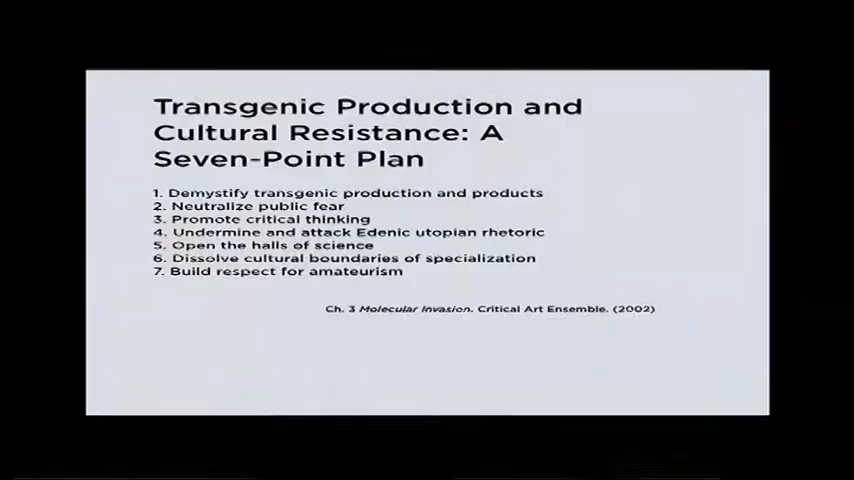 Transgenic Production and
Cultural Resistance: A
Seven-Point Plan
1. Demystify transgenic production and products
2. Neutralize public fear
3. Promote critical thinking
4. Undermine and attack Edenic utopian rhetoric
5. Open the halls of science
6. Dissolve cultural boundaries of specialization
7. Build respect for amateurism
Ch. 3 Molecular Invasion. Critical Art Ensemble. (2002)